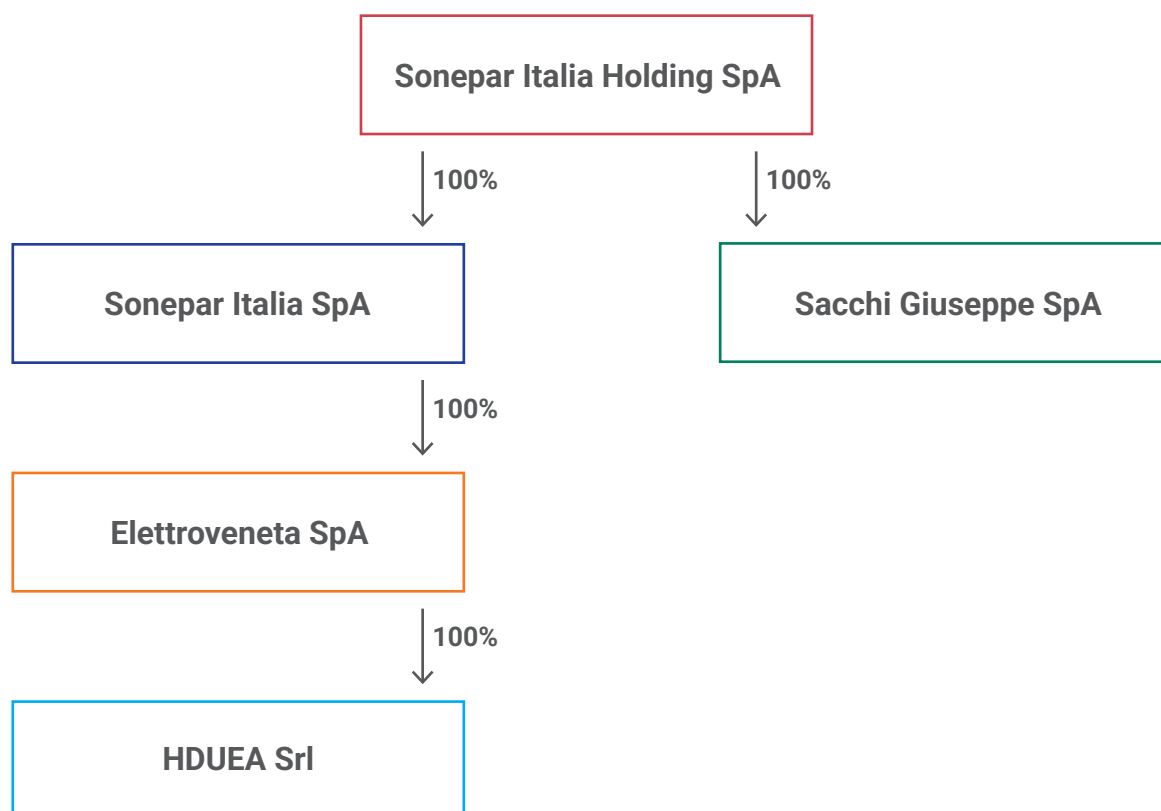 Sonepar Italia Holding SpA
100%
100%
Sonepar Italia SpA
Sacchi Giuseppe SpA
100%
Elettroveneta SpA
100%
HDUEA Srl